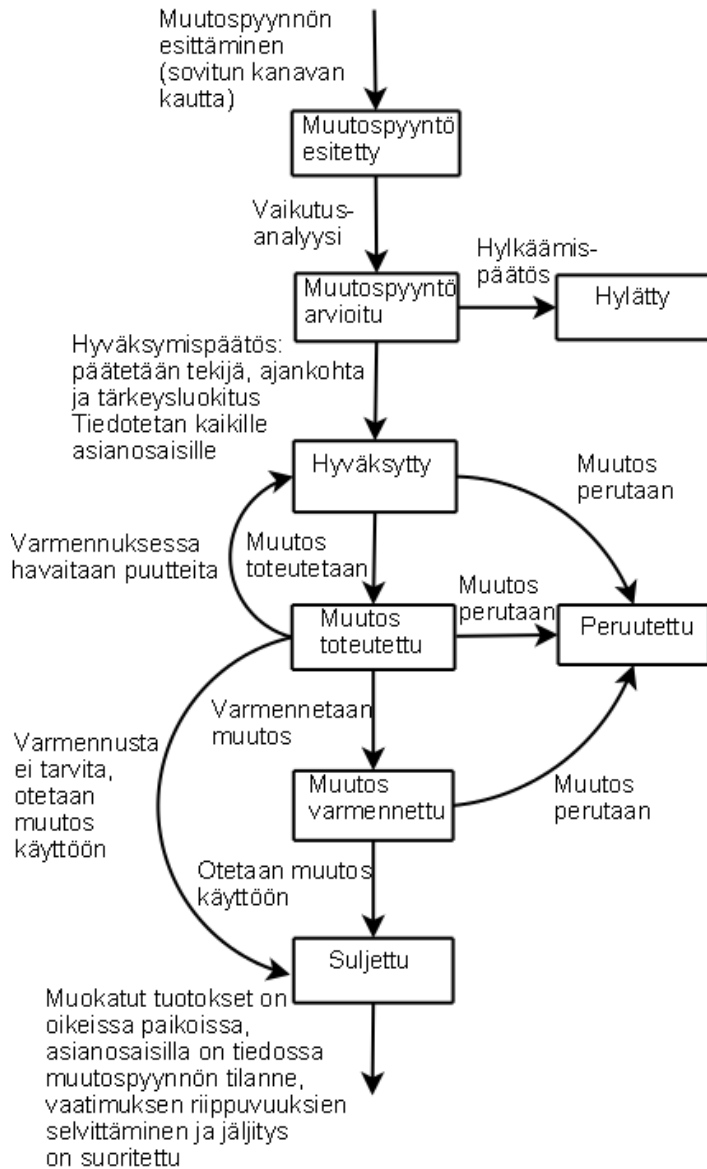 Muutospyynnön
esittäminen
(sovitun kanavan
kautta)
Muutospyyntö
esitetty
Vaikutus-
analyysi
Hylkäämis-
päätös
Muutospyyntö
arvioitu
Hylätty
Hyväksymispäätös:
päätetään tekijä, ajankohta
ja tärkeysluokitus
Tiedotetan kaikille
asianosaisille
Hyväksytty
Muutos
perutaan
Varmennuksessa
havaitaan puutteita
Muutos
toteutetaan
Muutos
perutaan
Muutos
toteutettu
Peruutettu
Varmennetaan
muutos
Varmennusta
ei tarvita,
otetaan
muutos
käyttöön
Muutos
varmennettu
Muutos
perutaan
Otetaan muutos
käyttöön
Suljettu
Muokatut tuotokset on
oikeissa paikoissa,
asianosaisilla on tiedossa
muutospyynnön tilanne,
vaatimuksen riippuvuuksien
selvittäminen ja jäljitys
on suoritettu